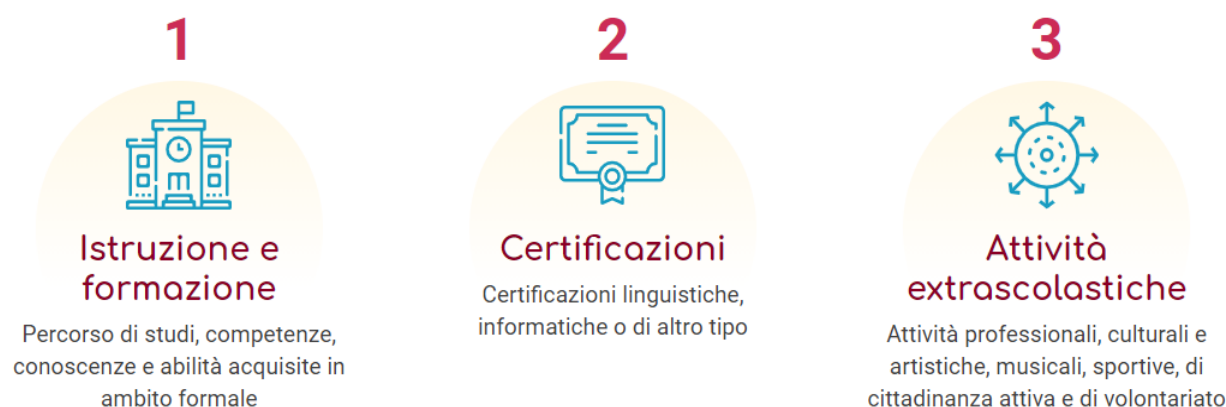 1
Istruzione e
formazione
Percorso di studi, competenze,
conoscenze e abilità acquisite in
ambito formale
2
Certificazioni
Certificazioni linguistiche,
informatiche o di altro tipo
3
Attività
extrascolastiche
Attività professionali, culturali e
artistiche, musicali, sportive, di
cittadinanza attiva e di volontariato